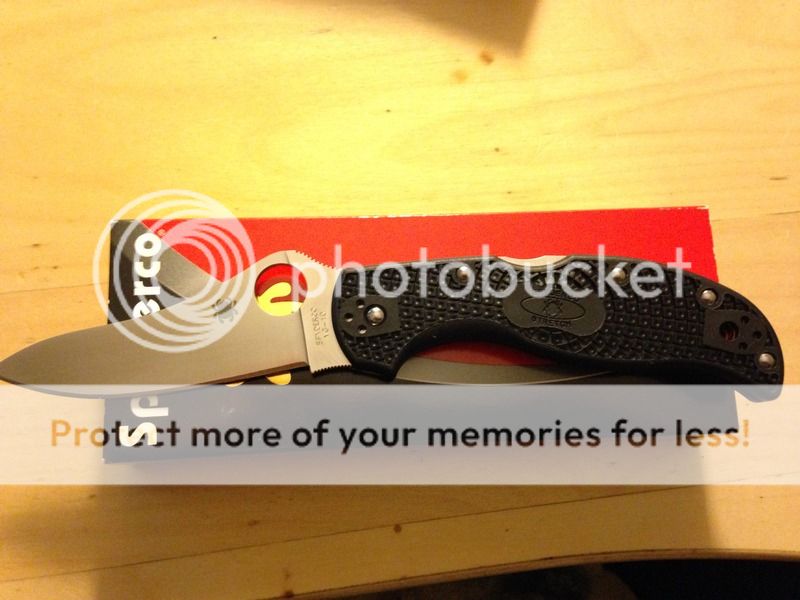 Spyderco
photobucket
SPYDERCO
STRETCH
Protect more of your memories for less!